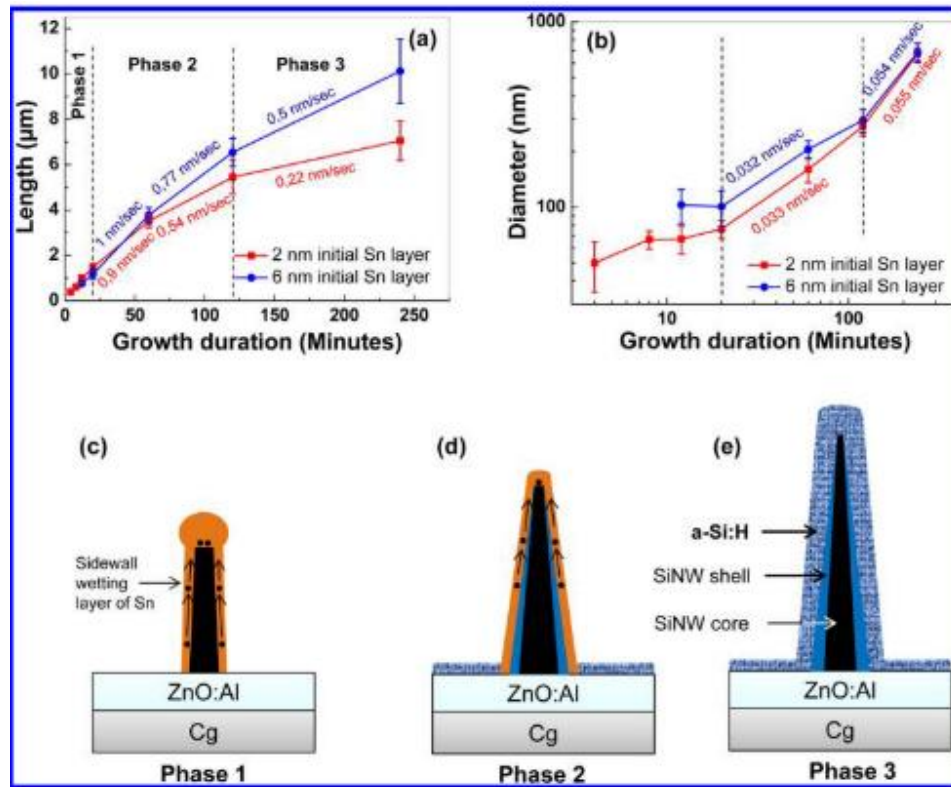 (a)
Phase 1
Phase 2
Phase 3
12
10
8
6
4
2
0
Length (µm)
1 nm/sec
0,77 nm/sec
0,5 nm/sec
0,9 nm/sec
0,54 nm/sec
0,22 nm/sec
2 nm initial Sn layer
6 nm initial Sn layer
0 50 100 150 200 250
Growth duration (Minutes)
(b)
1000
100
Diameter (nm)
0,032 nm/sec
0,033 nm/sec
0,054 nm/sec
0,055 nm/sec
2 nm initial Sn layer
6 nm initial Sn layer
10 100
Growth duration (Minutes)
(c)
Sidewall
wetting
layer of Sn
ZnO:Al
Cg
Phase 1
(d)
ZnO:Al
Cg
Phase 2
(e)
a-Si:H
SiNW shell
SiNW core
ZnO:Al
Cg
Phase 3